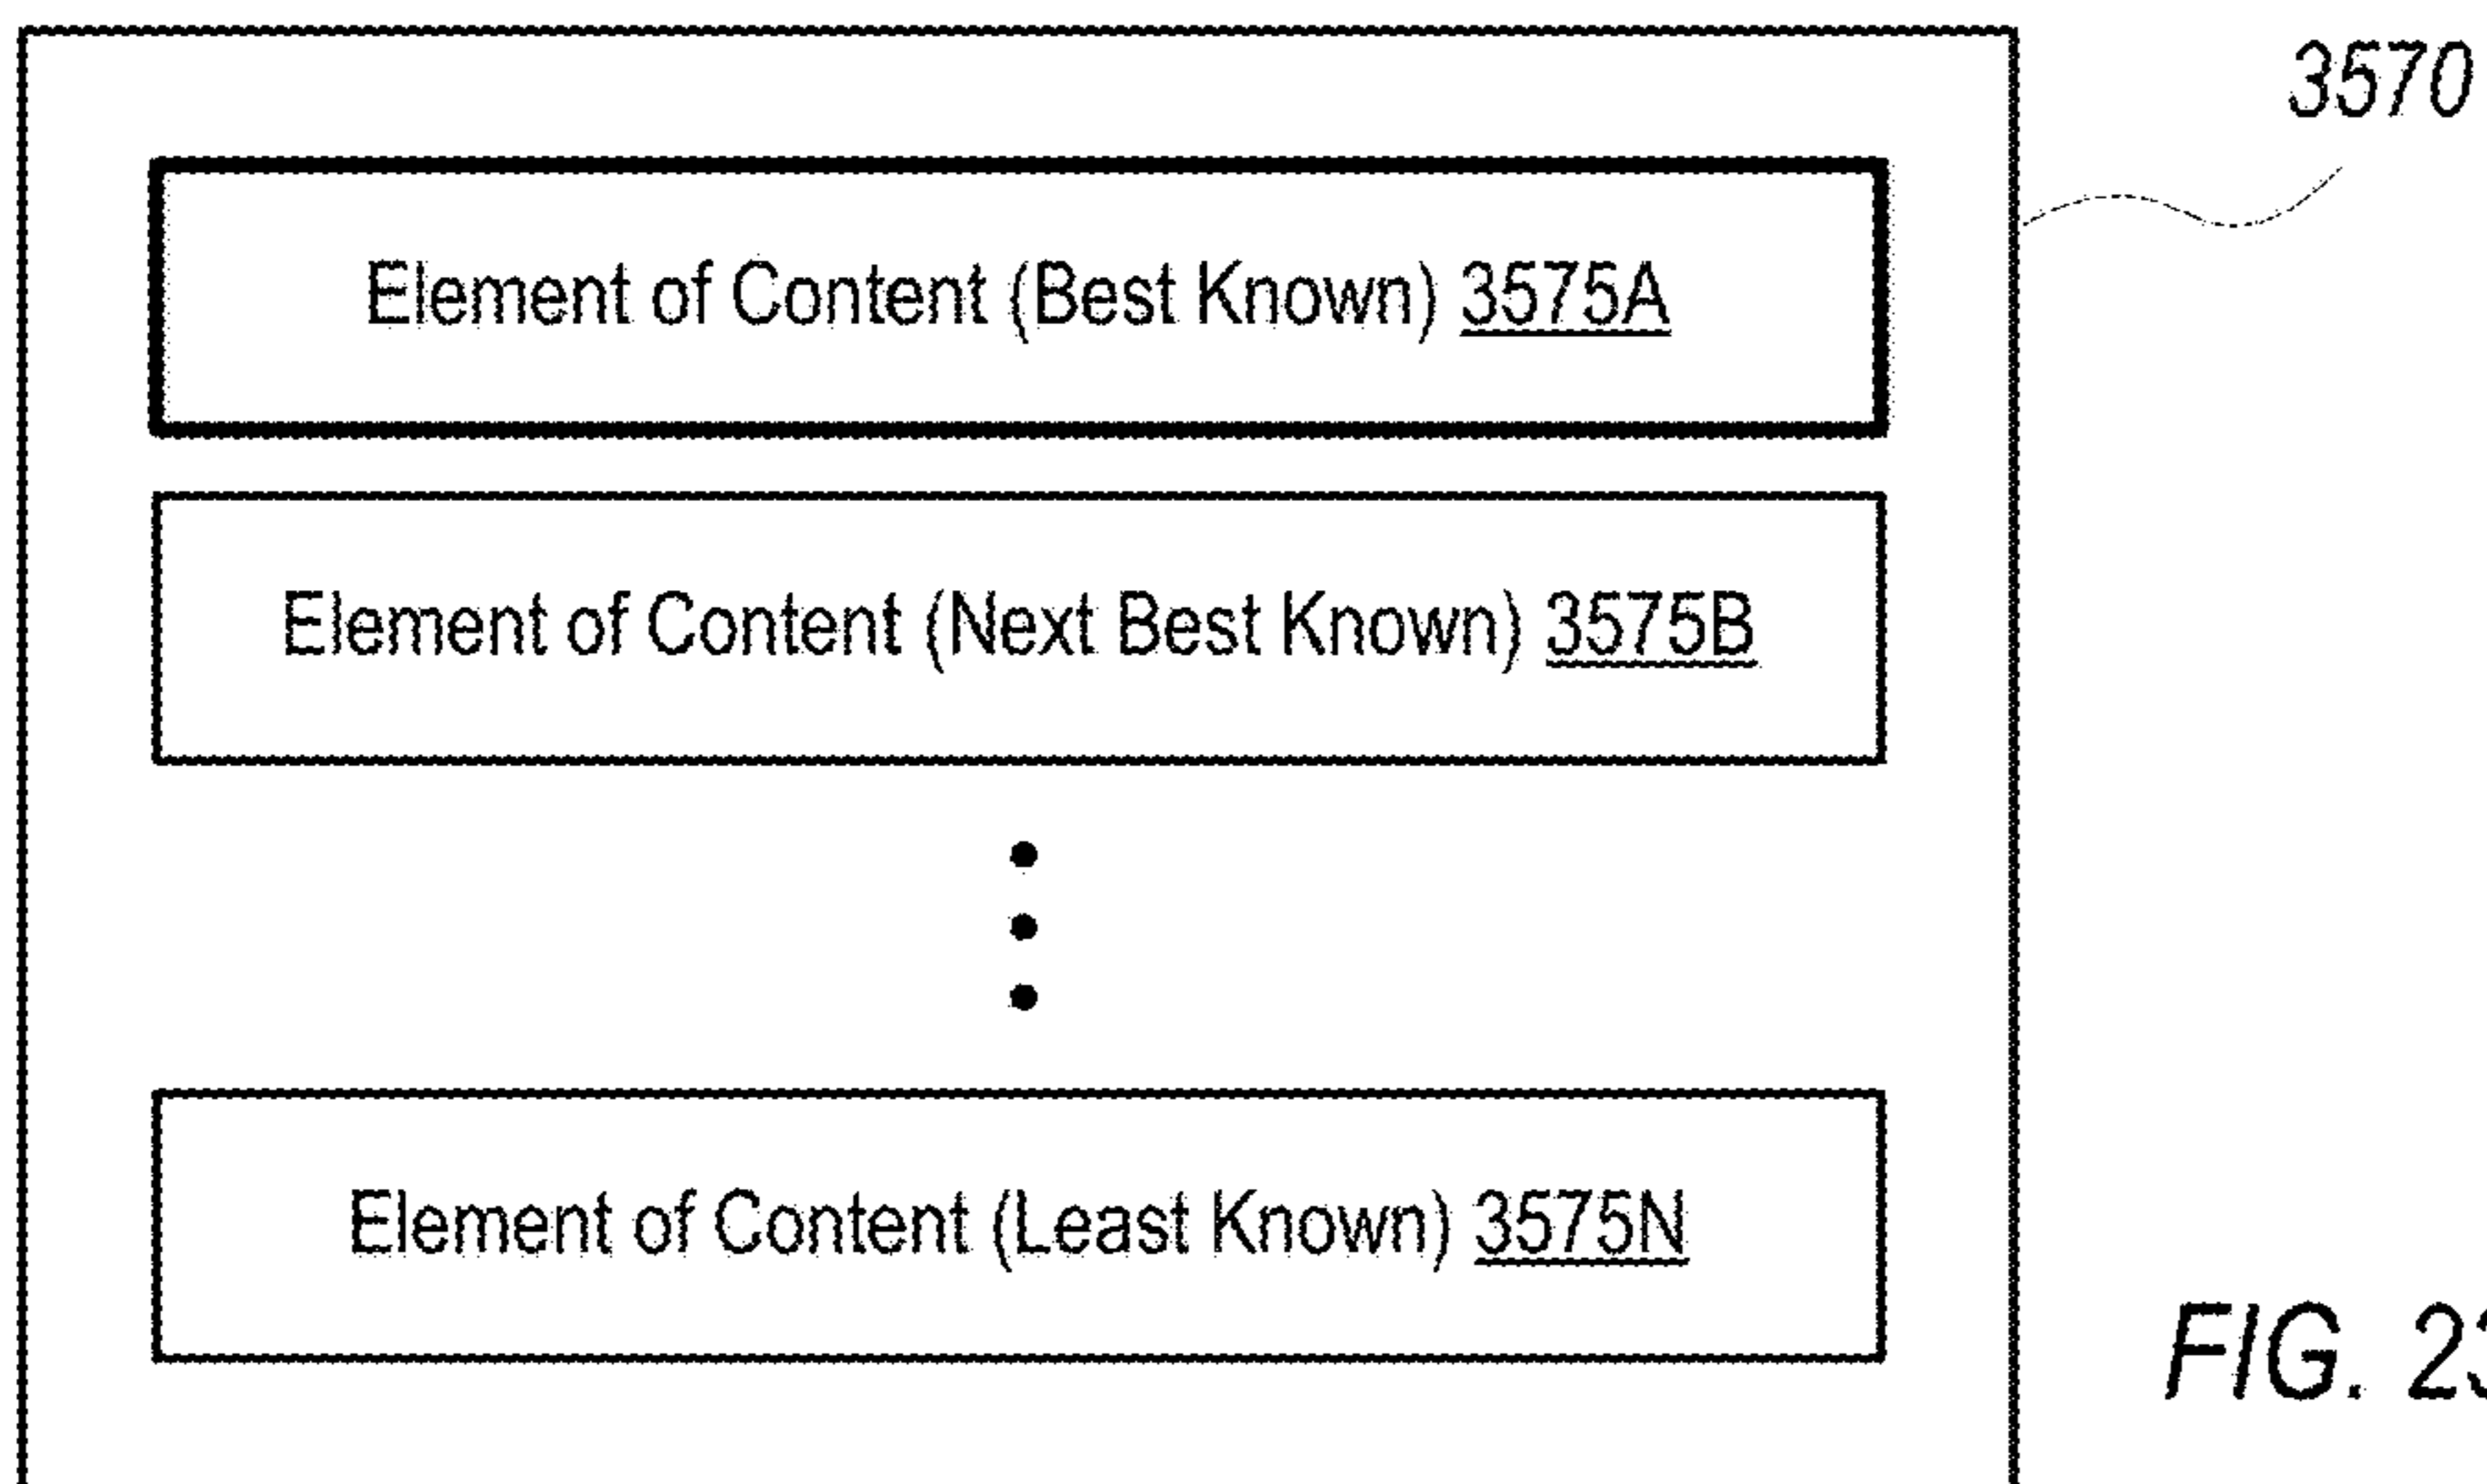 3570
Element of Content (Best Known) 3575A
Element of Content (Next Best Known) 3575B
Element of Content (Least Known) 3575N
FIG. 23